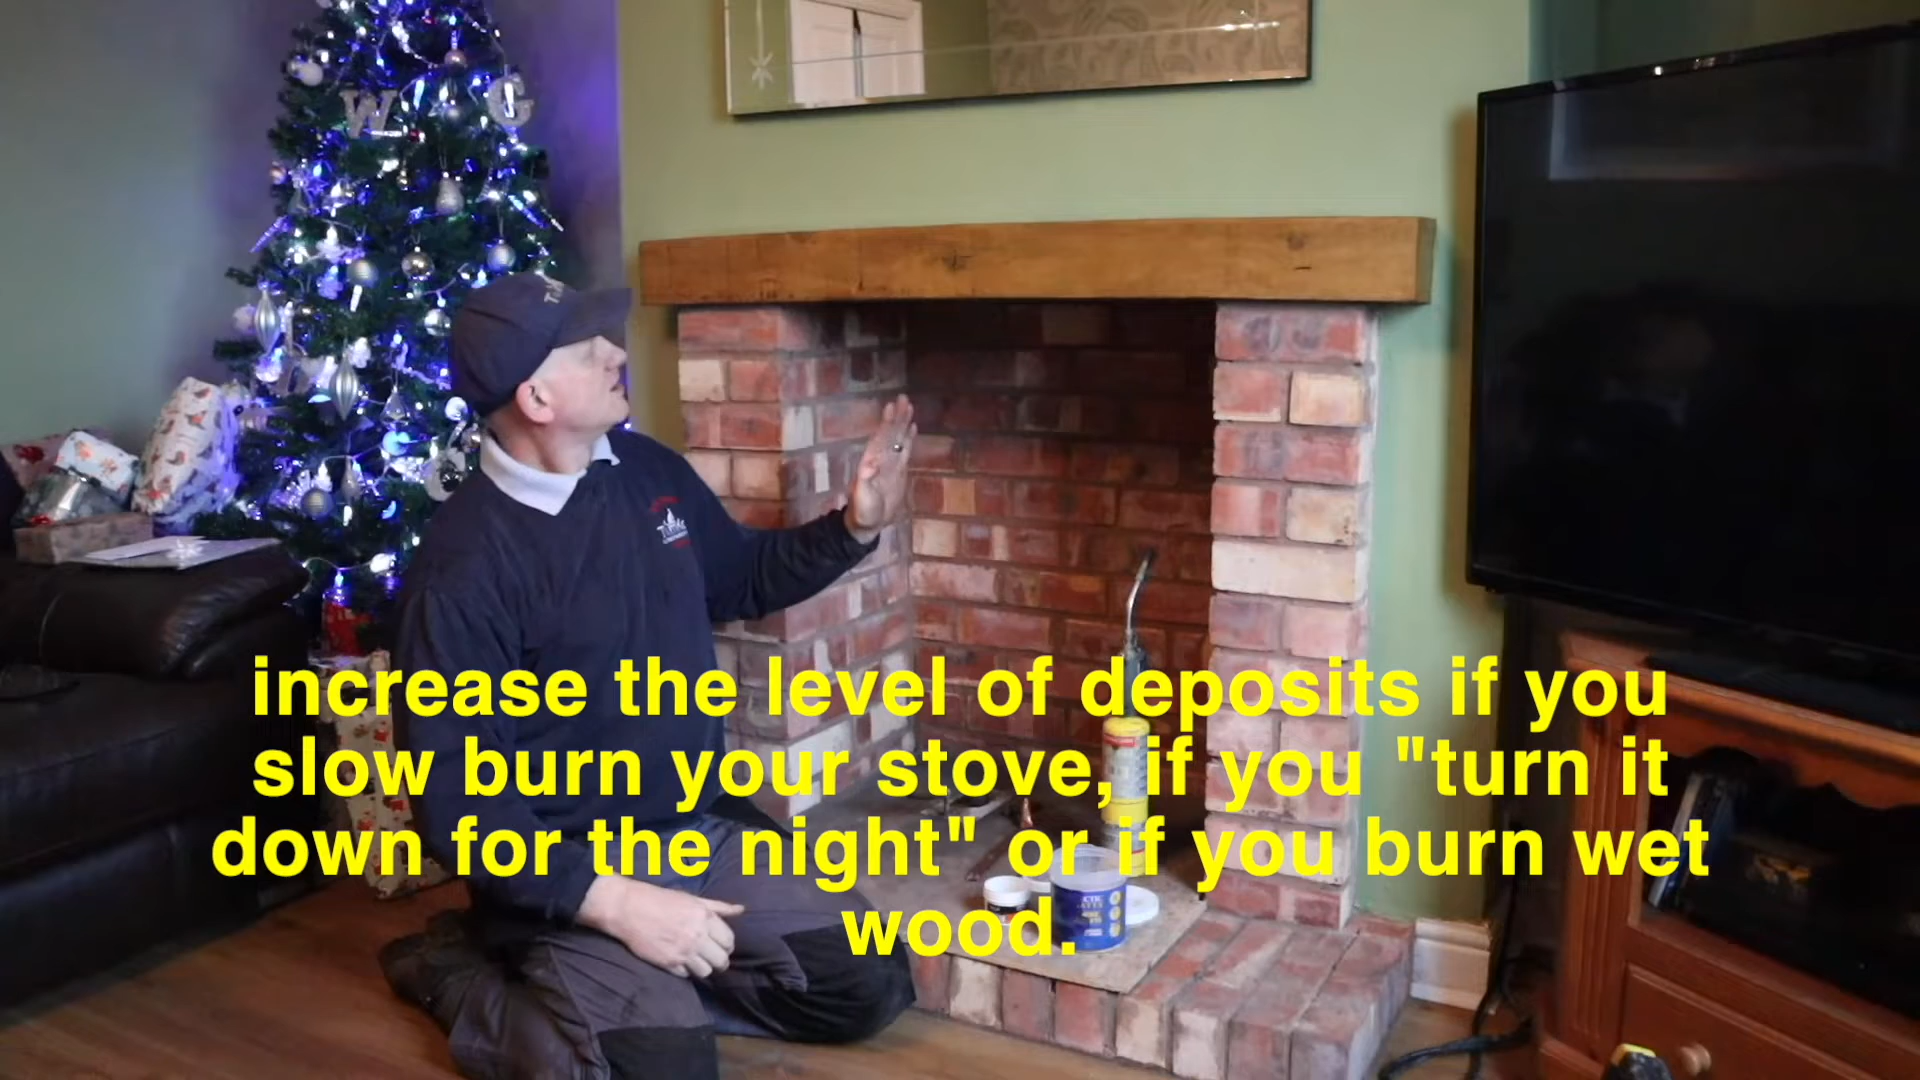 W G
increase the level of deposits if you
slow burn your stove, if you "turn it
down for the night" or if you burn wet
wood.